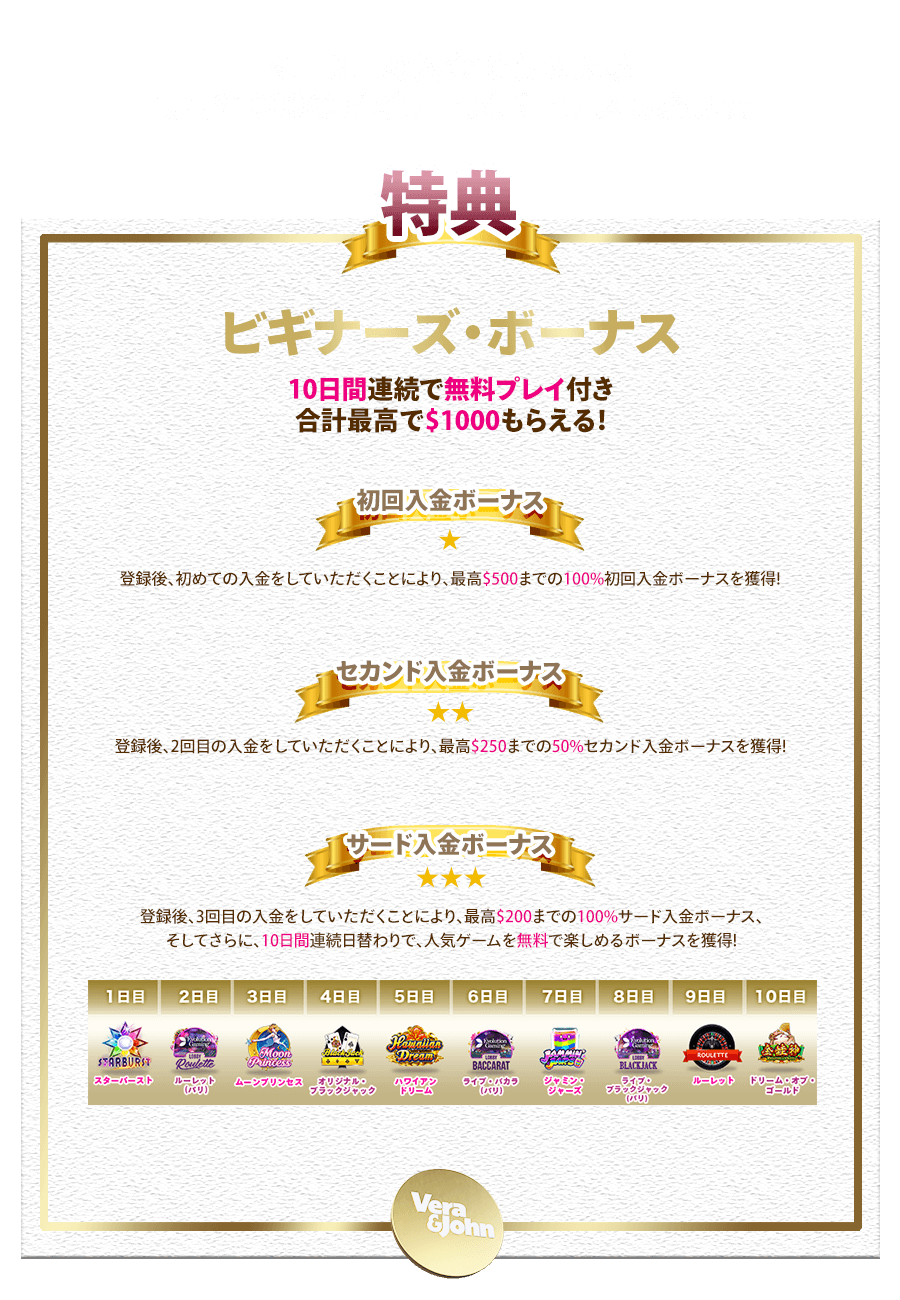 特典
ビギナーズ・ボーナス
10日間連続で無料プレイ付き
合計最高で$1000もらえる!
初回入金ボーナス
登録後、初めての入金をしていただくことにより、最高$500までの100%初回入金ボーナスを獲得!
セカンド入金ボーナス
登録後、2回目の入金をしていただくことにより、最高$250までの50%セカンド入金ボーナスを獲得!
サード入金ボーナス
登録後、3回目の入金をしていただくことにより、最高$200までの100%サード入金ボーナス、
そしてさらに、10日間連続日替わりで、人気ゲームを無料で楽しめるボーナスを獲得!
1日目 2日目 3日目 4日目 5日目 6日目 7日目 8日目 9日目 10日目
STARBURST
Evolution Gaming LOBBY Roulette
Moon Princess
BlackJack
Hawaiian Dream
Evolution Gaming LOBBY BACCARAT
JAMMIN' JARS
Evolution Gaming LOBBY BLACKJACK
ROULETTE
スターバースト
ルーレット
(パリ)
ムーンプリンセス
オリジナル・
ブラックジャック
ハワイアン
ドリーム
ライブ・バカラ
(パリ)
ジャミン・
ジャーズ
ライブ・
ブラックジャック
(パリ)
ルーレット
ドリーム・オブ・
ゴールド
Vera
&John